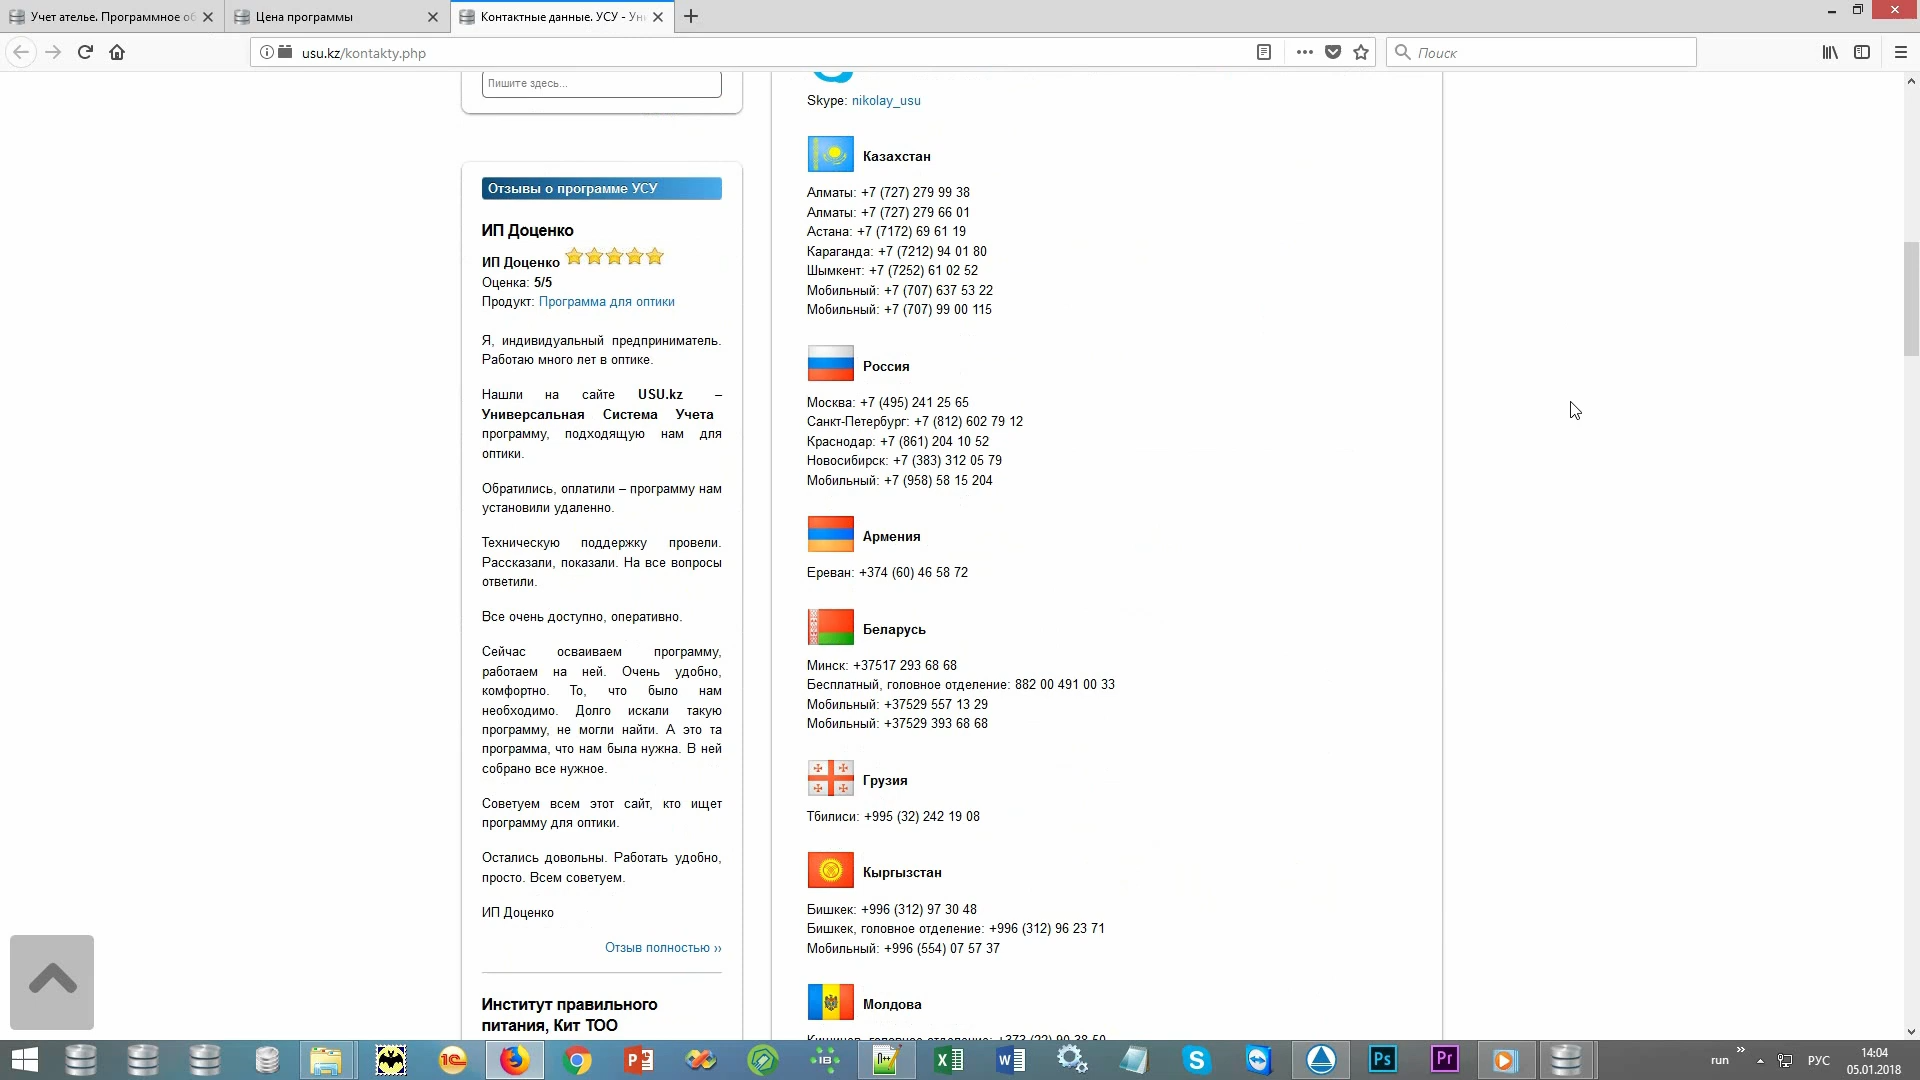 Учет ателье. Программное об
Цена программы
Контактные данные. УСУ - Ун
usu.kz/kontakty.php
Поиск
Пишите здесь...
Отзывы о программе УСУ
ИП Доценко
ИП Доценко
Оценка: 5/5
Продукт: Программа для оптики
Я, индивидуальный предприниматель.
Работаю много лет в оптике.
Нашли на сайте USU.kz –
Универсальная Система Учета
программу, подходящую нам для
оптики.
Обратились, оплатили – программу нам
установили удаленно.
Техническую поддержку провели.
Рассказали, показали. На все вопросы
ответили.
Все очень доступно, оперативно.
Сейчас осваиваем программу,
работаем на ней. Очень удобно,
комфортно. То, что было нам
необходимо. Долго искали такую
программу, не могли найти. А это та
программа, что нам была нужна. В ней
собрано все нужное.
Советуем всем этот сайт, кто ищет
программу для оптики.
Остались довольны. Работать удобно,
просто. Всем советуем.
ИП Доценко
Отзыв полностью ››
Институт правильного
питания, Кит ТОО
Skype: nikolay_usu
Казахстан
Алматы: +7 (727) 279 99 38
Алматы: +7 (727) 279 66 01
Астана: +7 (7172) 69 61 19
Караганда: +7 (7212) 94 01 80
Шымкент: +7 (7252) 61 02 52
Мобильный: +7 (707) 637 53 22
Мобильный: +7 (707) 99 00 115
Россия
Москва: +7 (495) 241 25 65
Санкт-Петербург: +7 (812) 602 79 12
Краснодар: +7 (861) 204 10 52
Новосибирск: +7 (383) 312 05 79
Мобильный: +7 (958) 58 15 204
Армения
Ереван: +374 (60) 46 58 72
Беларусь
Минск: +37517 293 68 68
Бесплатный, головное отделение: 882 00 491 00 33
Мобильный: +37529 557 13 29
Мобильный: +37529 393 68 68
Грузия
Тбилиси: +995 (32) 242 19 08
Кыргызстан
Бишкек: +996 (312) 97 30 48
Бишкек, головное отделение: +996 (312) 96 23 71
Мобильный: +996 (554) 07 57 37
Молдова
Кишинев, головное отделение: +373 (22) 90 38 50
run
РУС
14:04
05.01.2018